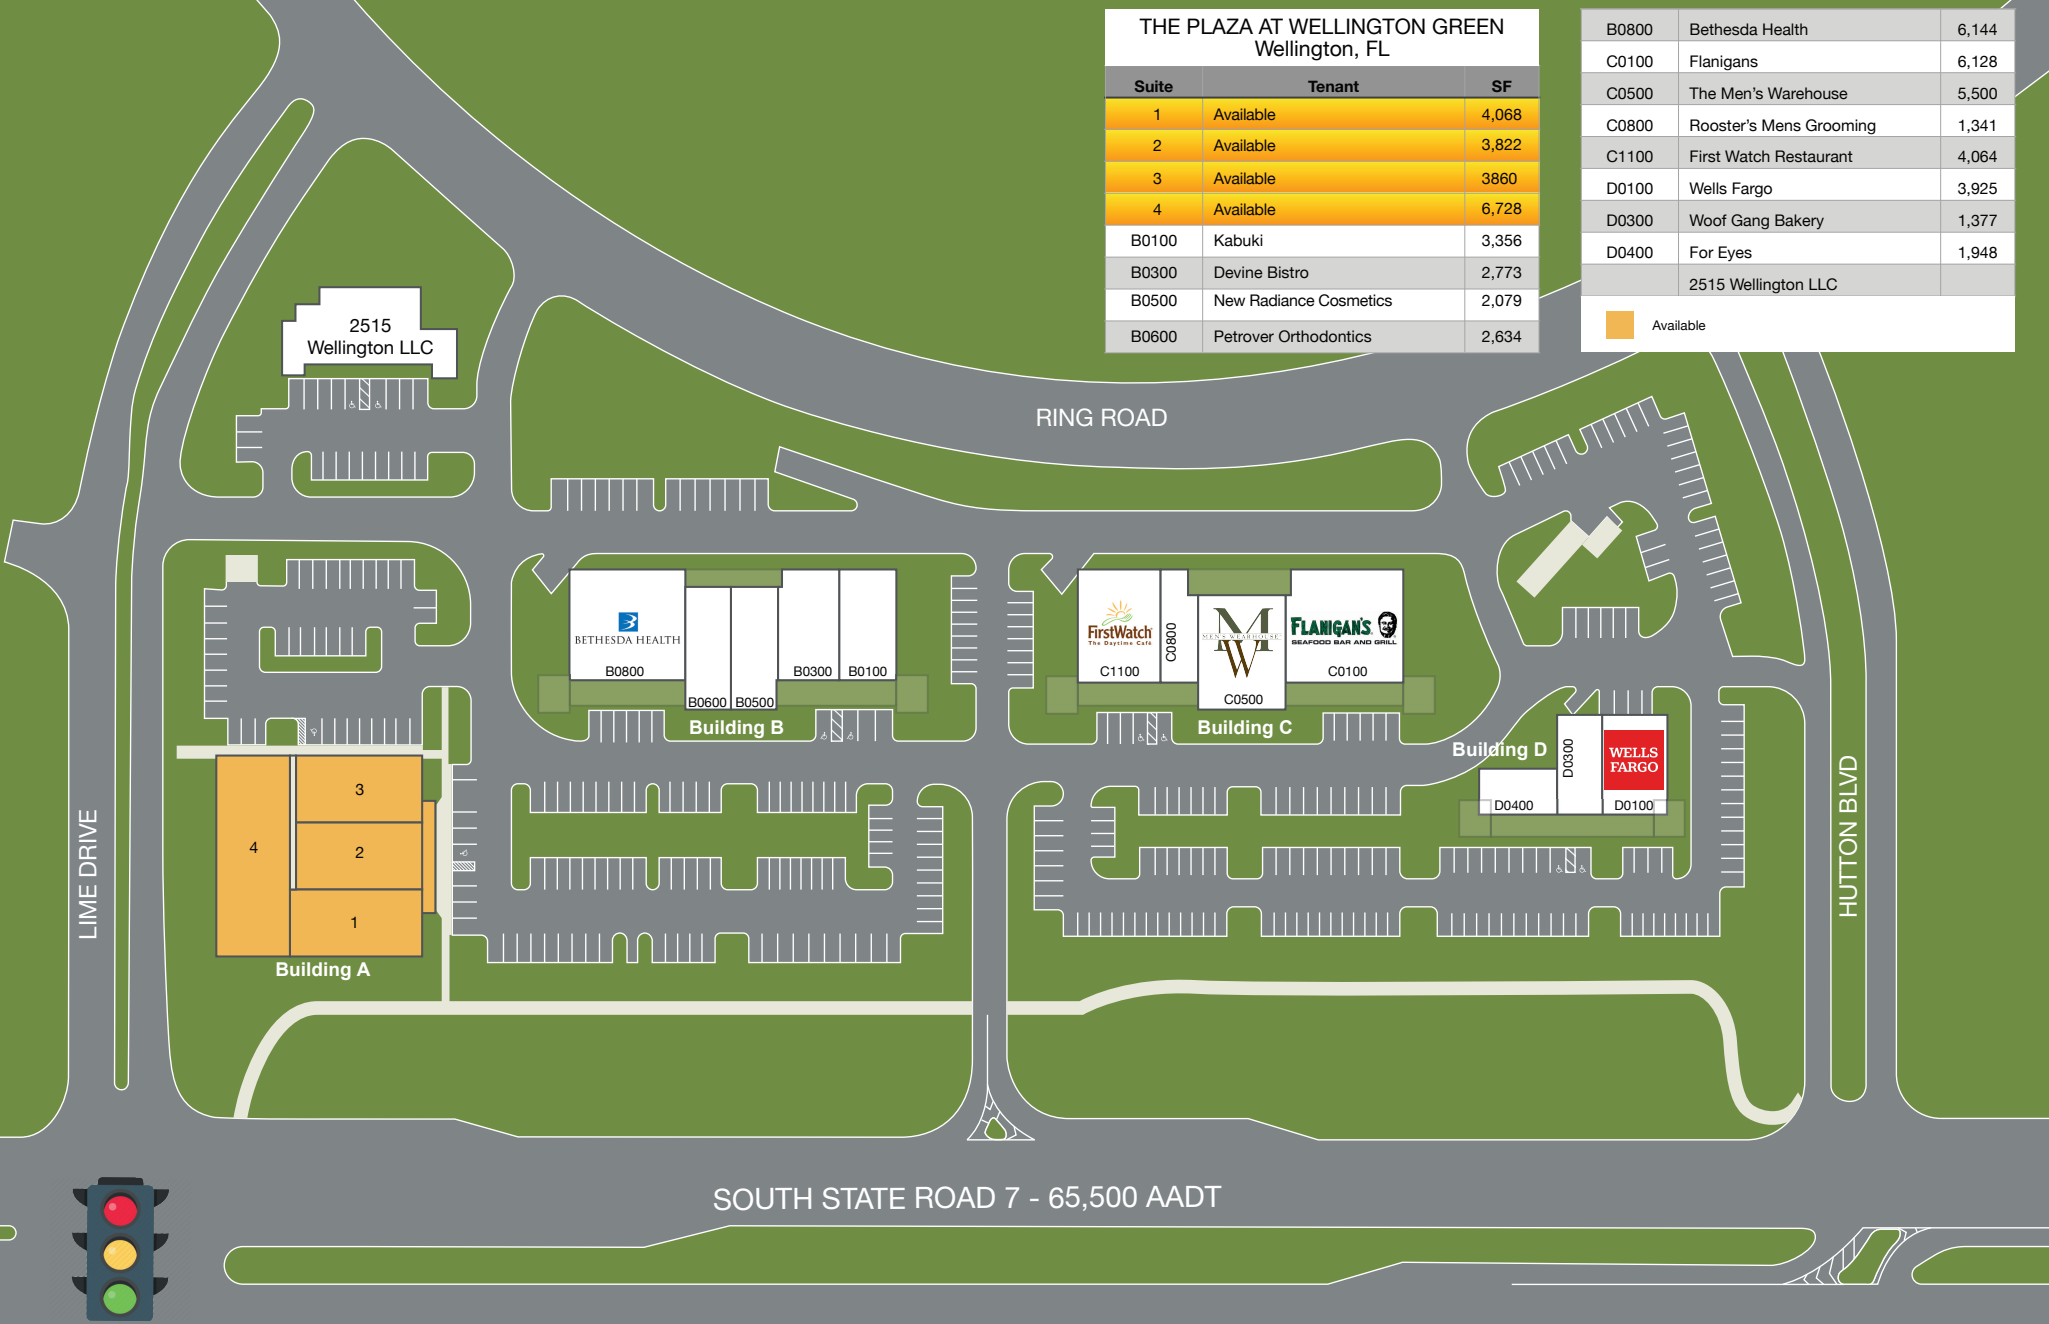 THE PLAZA AT WELLINGTON GREEN
Wellington, FL
Suite Tenant SF
1 Available 4,068
2 Available 3,822
3 Available 3860
4 Available 6,728
B0100 Kabuki 3,356
B0300 Devine Bistro 2,773
B0500 New Radiance Cosmetics 2,079
B0600 Petrover Orthodontics 2,634
B0800 Bethesda Health 6,144
C0100 Flanigans 6,128
C0500 The Men's Warehouse 5,500
C0800 Rooster's Mens Grooming 1,341
C1100 First Watch Restaurant 4,064
D0100 Wells Fargo 3,925
D0300 Woof Gang Bakery 1,377
D0400 For Eyes 1,948
2515 Wellington LLC
Available
2515
Wellington LLC
RING ROAD
BETHESDA HEALTH
B0800
B0600
B0500
B0300
B0100
Building B
FirstWatch
The Daytime Café
C1100
C0800
M
MEN'S WEARHOUSE
W
C0500
FLANIGAN'S
SEAFOOD BAR AND GRILL
C0100
Building C
Building D
D0400
D0300
WELLS
FARGO
D0100
3
4
2
1
Building A
LIME DRIVE
HUTTON BLVD
SOUTH STATE ROAD 7 - 65,500 AADT